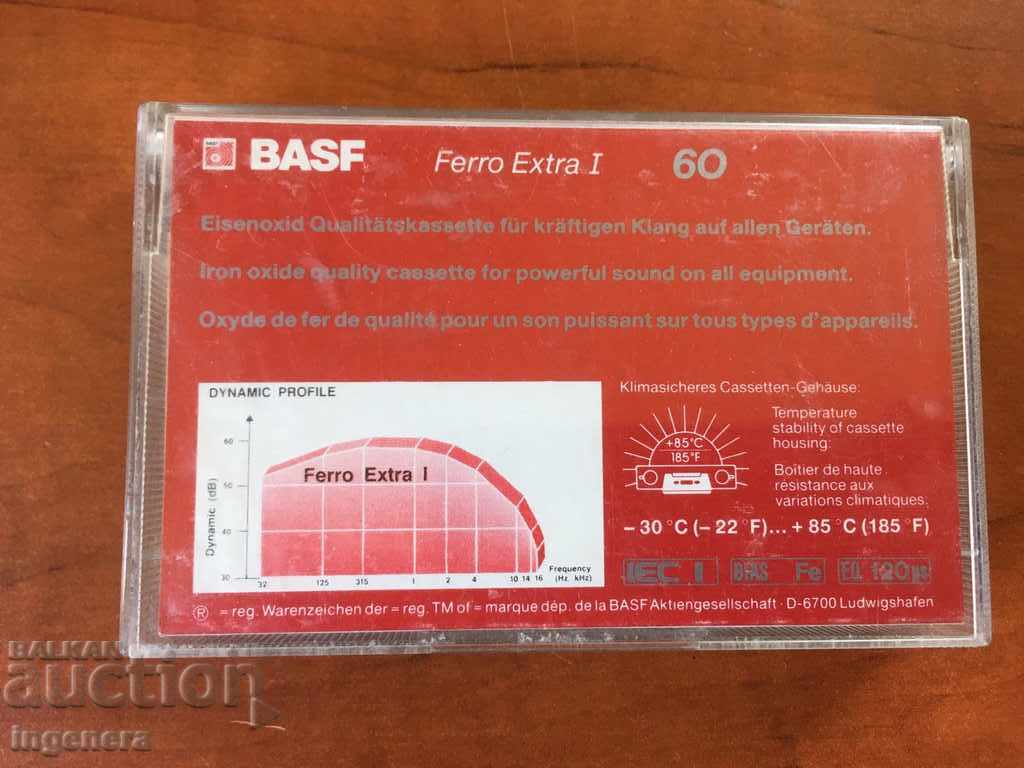 BASF Ferro Extra I 60
Eisenoxid Qualitätskassette für kräftigen Klang auf allen Geräten.
Iron oxide quality cassette for powerful sound on all equipment.
Oxyde de fer de qualité pour un son puissant sur tous types d'appareils.
DYNAMIC PROFILE
Dynamic (dB)
60
50
40
30
Ferro Extra I
32 125 315 1 2 4 10 14 16
Frequency
(Hz, kHz)
Klimasicheres Cassetten-Gehäuse:
Temperature
stability of cassette
housing:
+85°C
185°F
Boîtier de haute
résistance aux
variations climatiques:
– 30 °C (– 22 °F)... + 85 °C (185 °F)
IEC I BIAS Fe EQ 120µs
® = reg. Warenzeichen der = reg. TM of = marque dép. de la BASF Aktiengesellschaft · D-6700 Ludwigshafen
BALKAN
auction
ingenera